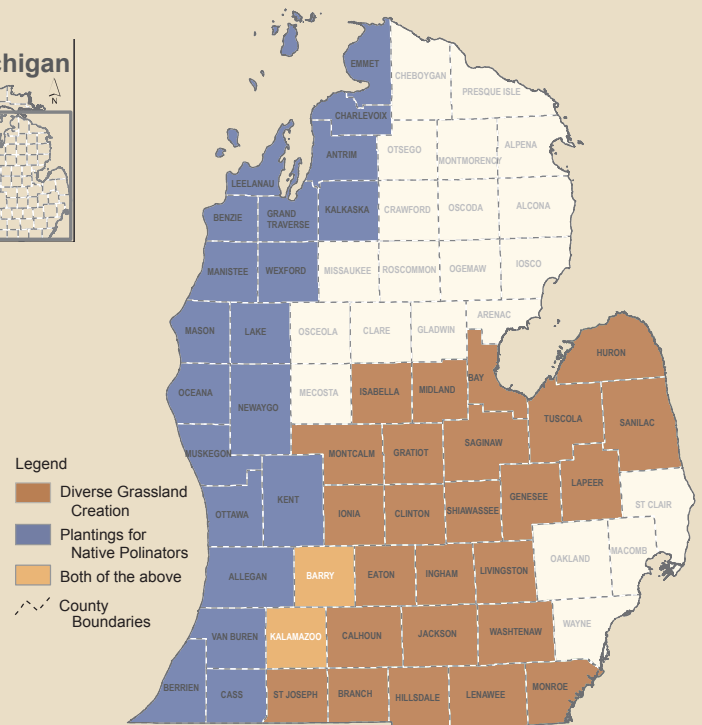 chigan
N
EMMET
CHEBOYGAN
PRESQUE ISLE
CHARLEVOIX
ANTRIM
OTSEGO
MONTMORENCY
ALPENA
LEELANAU
BENZIE
GRAND
TRAVERSE
KALKASKA
CRAWFORD
OSCODA
ALCONA
MANISTEE
WEXFORD
MISSAUKEE
ROSCOMMON
OGEMAW
IOSCO
MASON
LAKE
OSCEOLA
CLARE
GLADWIN
ARENAC
HURON
OCEANA
NEWAYGO
MECOSTA
ISABELLA
MIDLAND
BAY
TUSCOLA
SANILAC
MUSKEGON
MONTCALM
GRATIOT
SAGINAW
Legend
Diverse Grassland
Creation
Plantings for
Native Polinators
Both of the above
County
Boundaries
OTTAWA
KENT
IONIA
CLINTON
SHIAWASSEE
GENESEE
LAPEER
ST CLAIR
ALLEGAN
BARRY
EATON
INGHAM
LIVINGSTON
OAKLAND
MACOMB
VAN BUREN
KALAMAZOO
CALHOUN
JACKSON
WASHTENAW
WAYNE
BERRIEN
CASS
ST JOSEPH
BRANCH
HILLSDALE
LENAWEE
MONROE